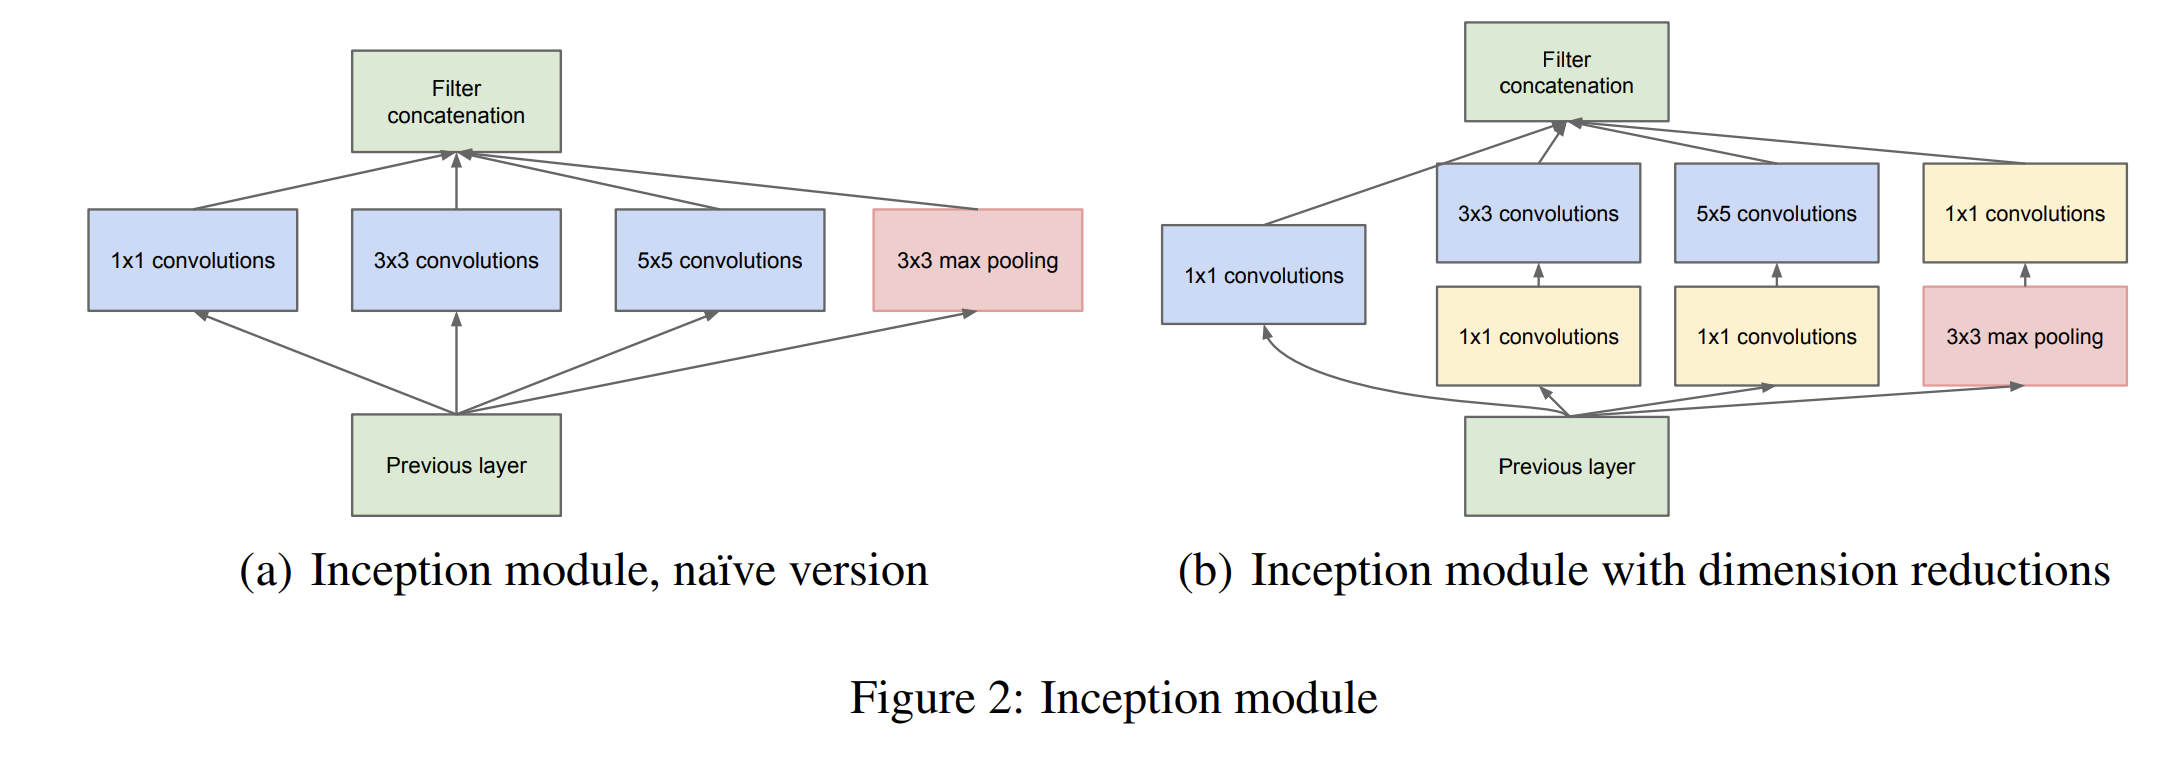 Filter
concatenation
1x1 convolutions
3x3 convolutions
5x5 convolutions
3x3 max pooling
Previous layer
(a) Inception module, naïve version
Filter
concatenation
3x3 convolutions
5x5 convolutions
1x1 convolutions
1x1 convolutions
1x1 convolutions
1x1 convolutions
3x3 max pooling
Previous layer
(b) Inception module with dimension reductions
Figure 2: Inception module